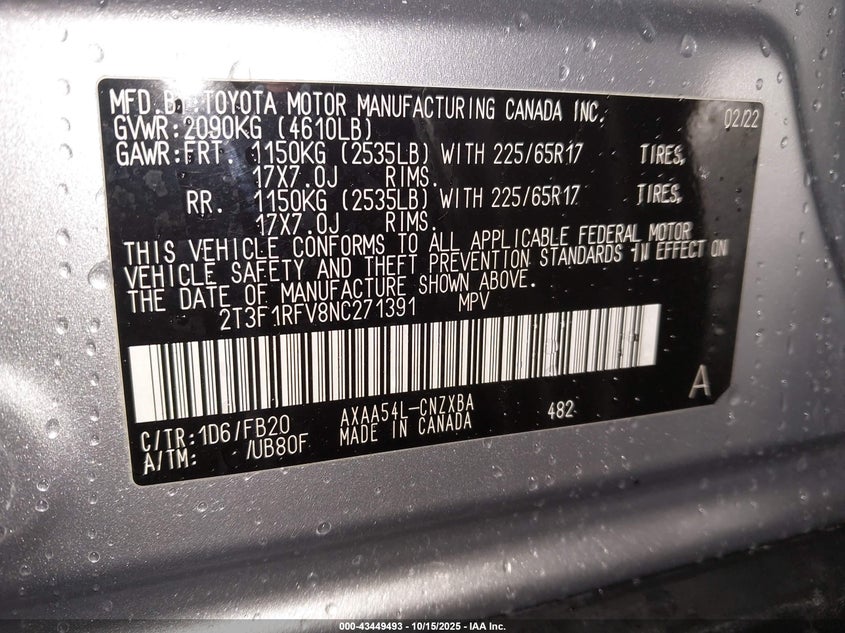 MFD. BY: TOYOTA MOTOR MANUFACTURING CANADA INC. 02/22
GVWR: 2090KG (4610LB)
GAWR: FRT. 1150KG (2535LB) WITH 225/65R17 TIRES,
17X7.0J RIMS.
RR. 1150KG (2535LB) WITH 225/65R17 TIRES,
17X7.0J RIMS.
THIS VEHICLE CONFORMS TO ALL APPLICABLE FEDERAL MOTOR
VEHICLE SAFETY AND THEFT PREVENTION STANDARDS IN EFFECT ON
THE DATE OF MANUFACTURE SHOWN ABOVE.
2T3F1RFV8NC271391 MPV
A
C/TR: 1D6/FB20 AXAA54L-CNZXBA 482
A/TM: /UB80F MADE IN CANADA
000-43449493 - 10/15/2025 - IAA Inc.